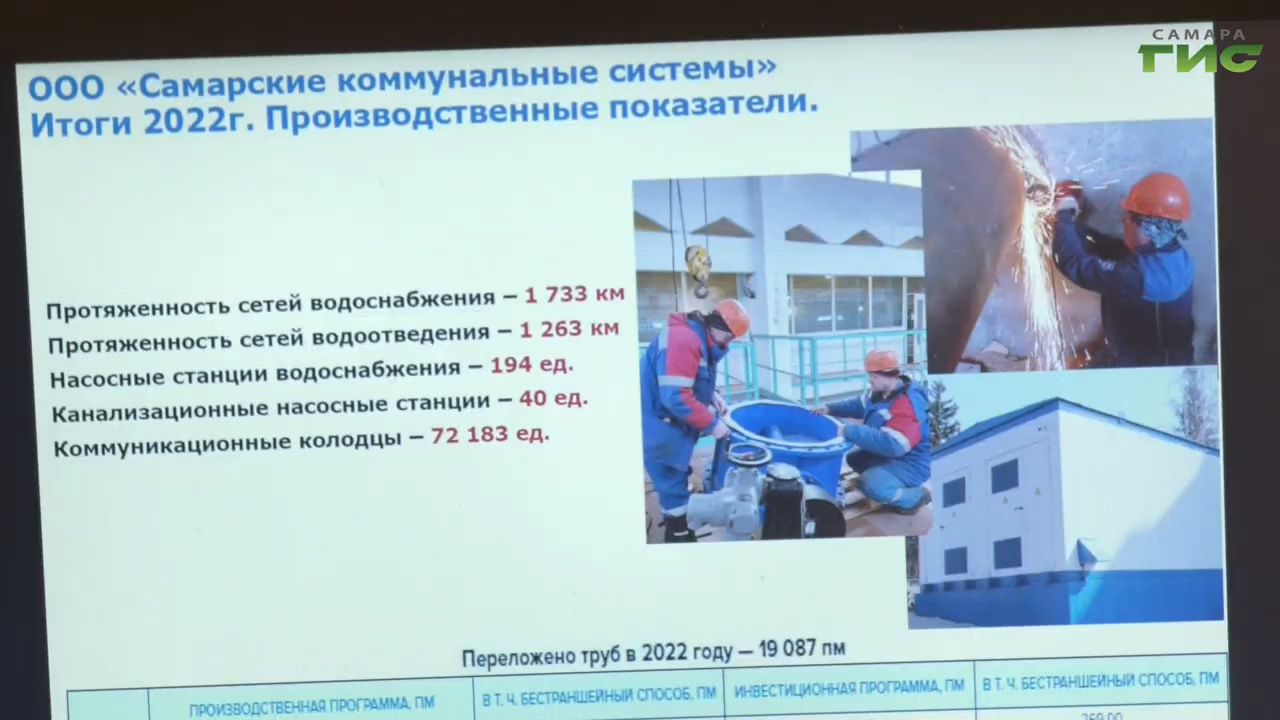 САМАРА
ГИС
ООО «Самарские коммунальные системы»
Итоги 2022г. Производственные показатели.
Протяженность сетей водоснабжения – 1 733 км
Протяженность сетей водоотведения – 1 263 км
Насосные станции водоснабжения – 194 ед.
Канализационные насосные станции – 40 ед.
Коммуникационные колодцы – 72 183 ед.
Переложено труб в 2022 году — 19 087 пм
ПРОИЗВОДСТВЕННАЯ ПРОГРАММА, ПМ
В Т. Ч. БЕСТРАНШЕЙНЫЙ СПОСОБ, ПМ
ИНВЕСТИЦИОННАЯ ПРОГРАММА, ПМ
В Т. Ч. БЕСТРАНШЕЙНЫЙ СПОСОБ, ПМ